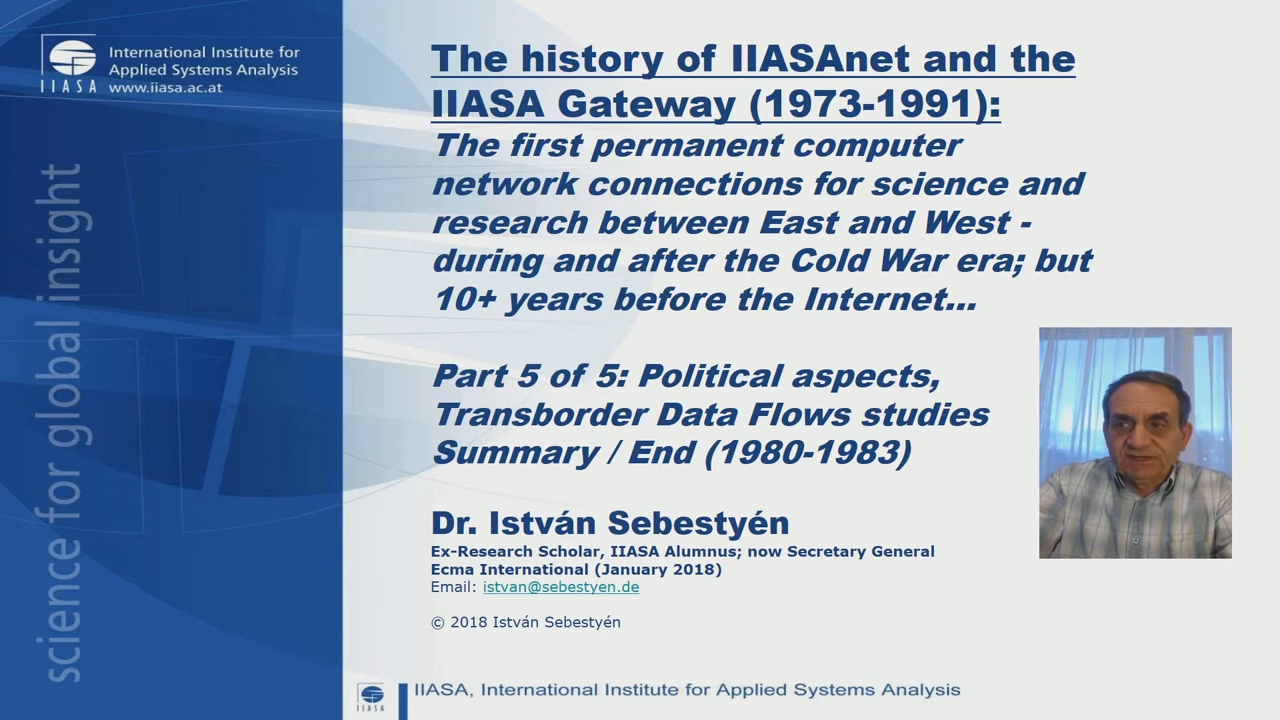 International Institute for
Applied Systems Analysis
IIASA
www.iiasa.ac.at
science for global insight
The history of IIASAnet and the
IIASA Gateway (1973-1991):
The first permanent computer
network connections for science and
research between East and West -
during and after the Cold War era; but
10+ years before the Internet...
Part 5 of 5: Political aspects,
Transborder Data Flows studies
Summary / End (1980-1983)
Dr. István Sebestyén
Ex-Research Scholar, IIASA Alumnus; now Secretary General
Ecma International (January 2018)
Email: istvan@sebestyen.de
© 2018 István Sebestyén
IIASA
IIASA, International Institute for Applied Systems Analysis